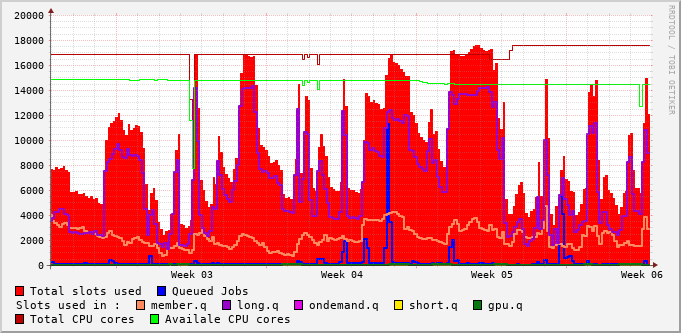 20000
18000
16000
14000
12000
10000
8000
6000
4000
2000
0
Week 03 Week 04 Week 05 Week 06
RRDTOOL / TOBI OETIKER
Total slots used Queued Jobs
Slots used in : member.q long.q ondemand.q short.q gpu.q
Total CPU cores Availale CPU cores